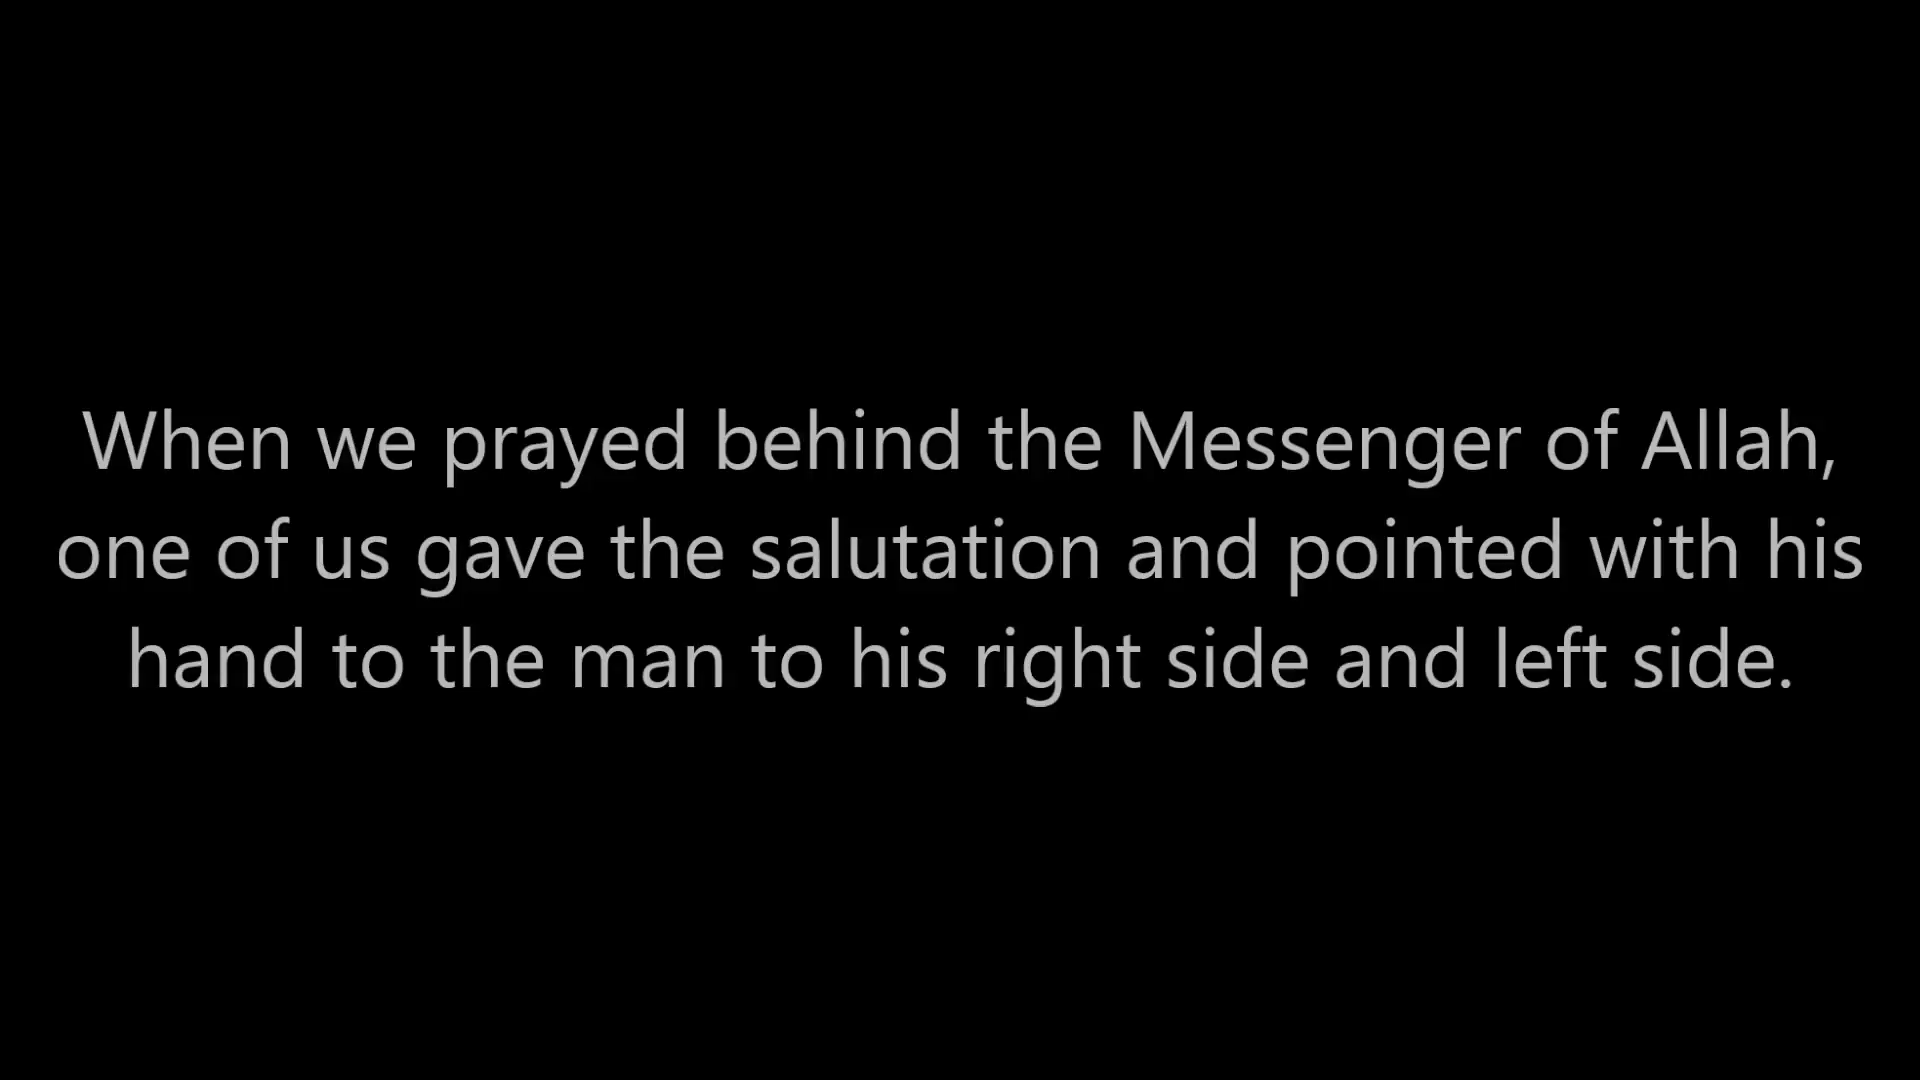 When we prayed behind the Messenger of Allah,
one of us gave the salutation and pointed with his
hand to the man to his right side and left side.